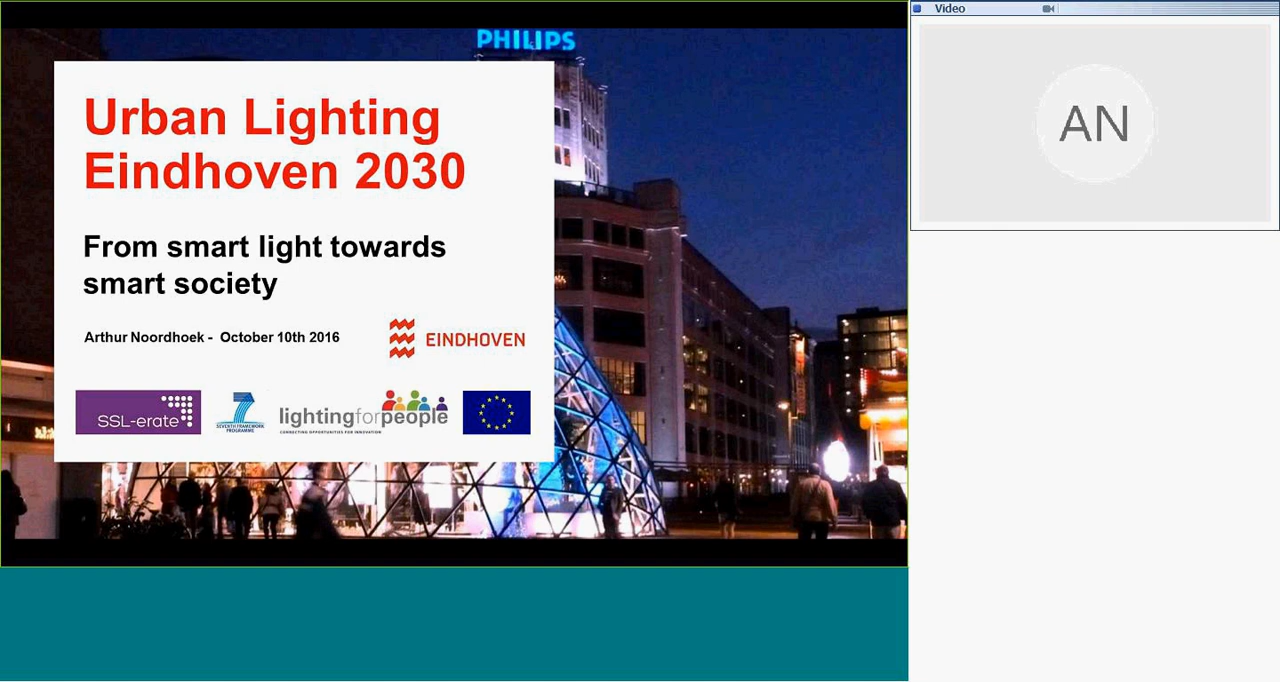 PHILIPS
Urban Lighting
Eindhoven 2030
From smart light towards
smart society
Arthur Noordhoek - October 10th 2016
EINDHOVEN
SSL-erate
7
SEVENTH FRAMEWORK
PROGRAMME
lightingforpeople
CONNECTING OPPORTUNITIES FOR INNOVATION
Video
AN